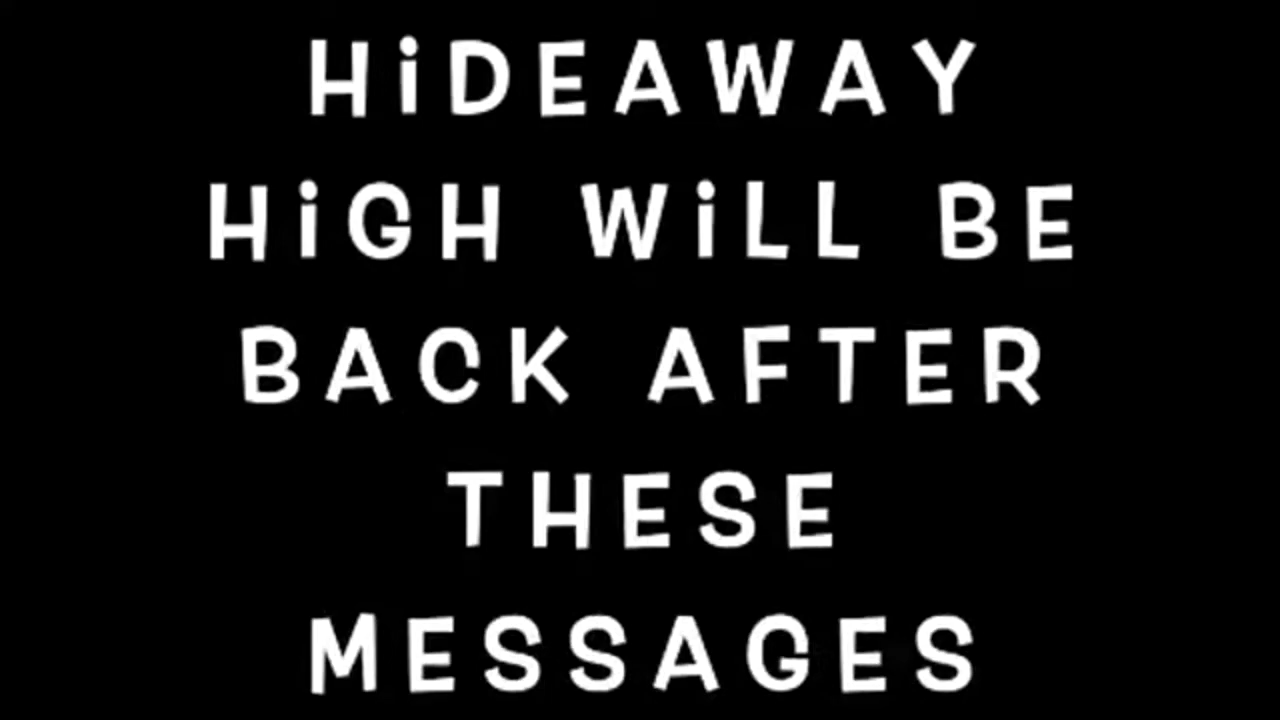 HiDEAWAY
HiGH WiLL BE
BACK AFTER
THESE
MESSAGES